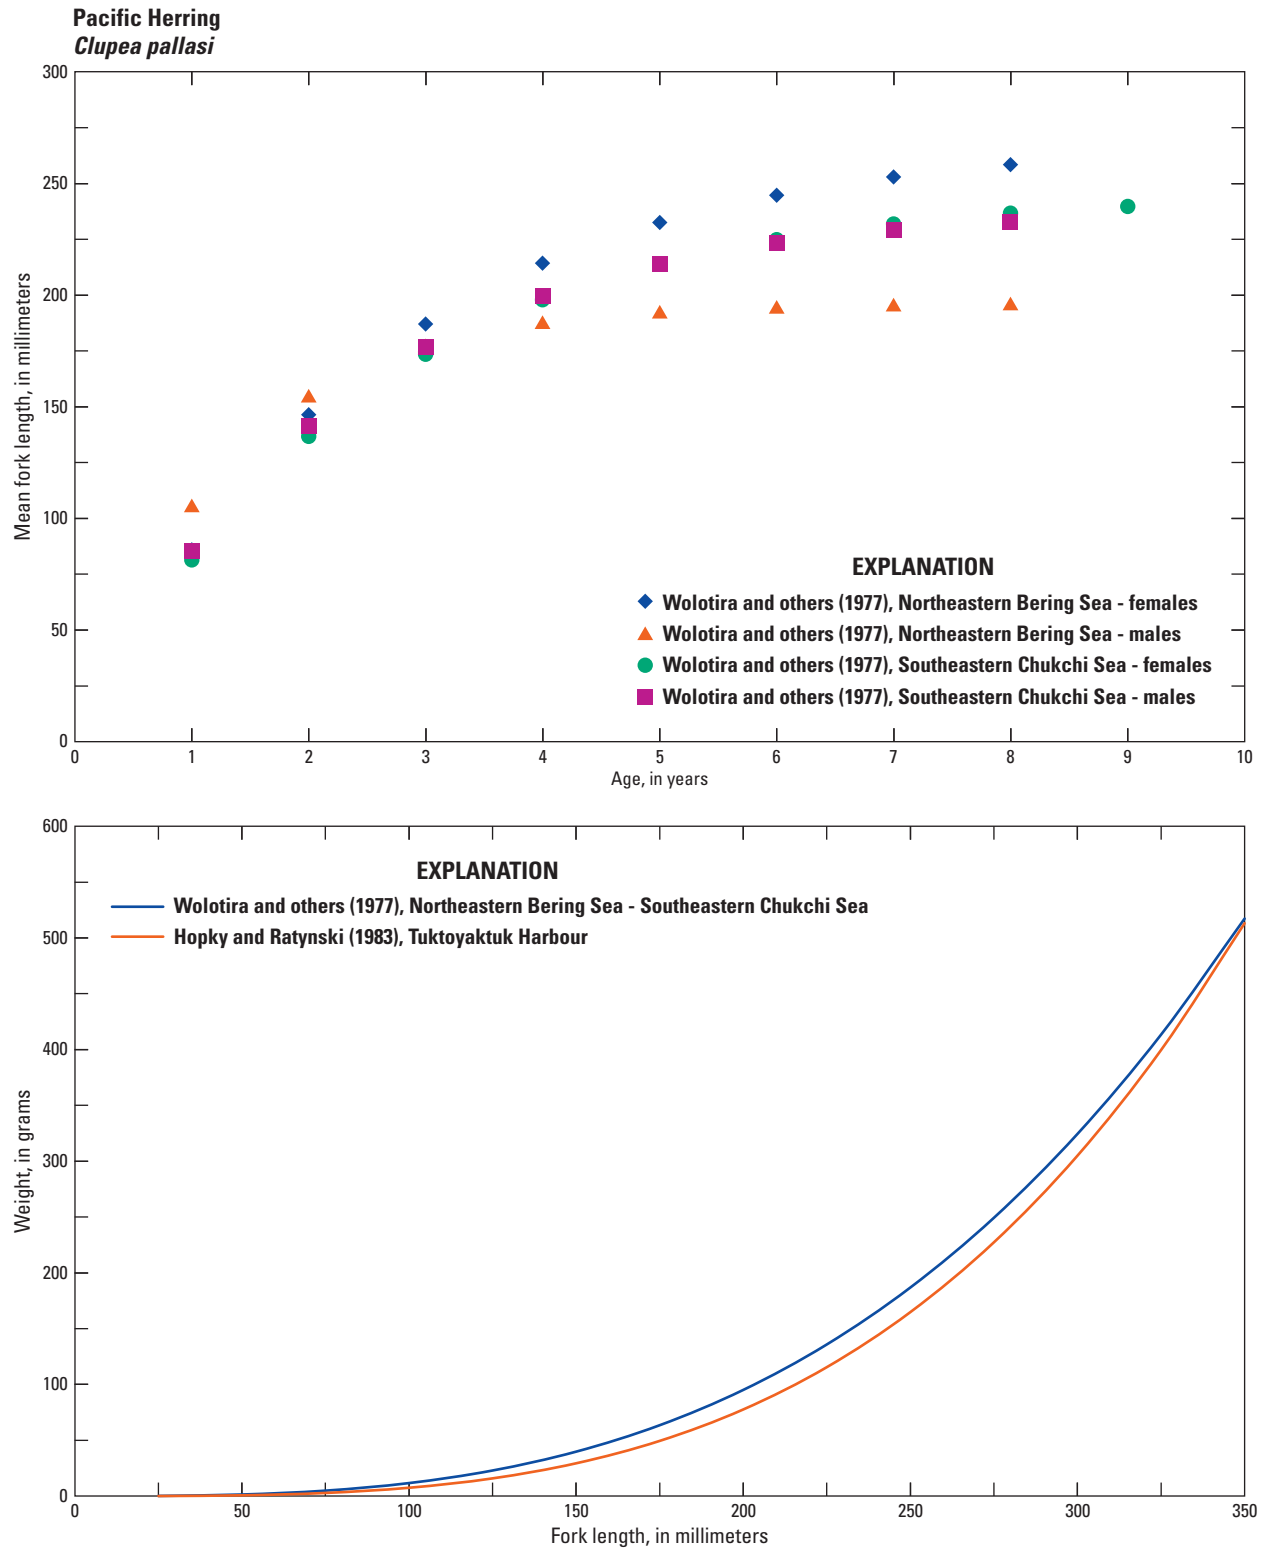 Pacific Herring
Clupea pallasi
300
250
200
150
100
50
0
Mean fork length, in millimeters
EXPLANATION
Wolotira and others (1977), Northeastern Bering Sea - females
Wolotira and others (1977), Northeastern Bering Sea - males
Wolotira and others (1977), Southeastern Chukchi Sea - females
Wolotira and others (1977), Southeastern Chukchi Sea - males
0 1 2 3 4 5 6 7 8 9 10
Age, in years
600
500
400
300
200
100
0
Weight, in grams
EXPLANATION
Wolotira and others (1977), Northeastern Bering Sea - Southeastern Chukchi Sea
Hopky and Ratynski (1983), Tuktoyaktuk Harbour
0 50 100 150 200 250 300 350
Fork length, in millimeters